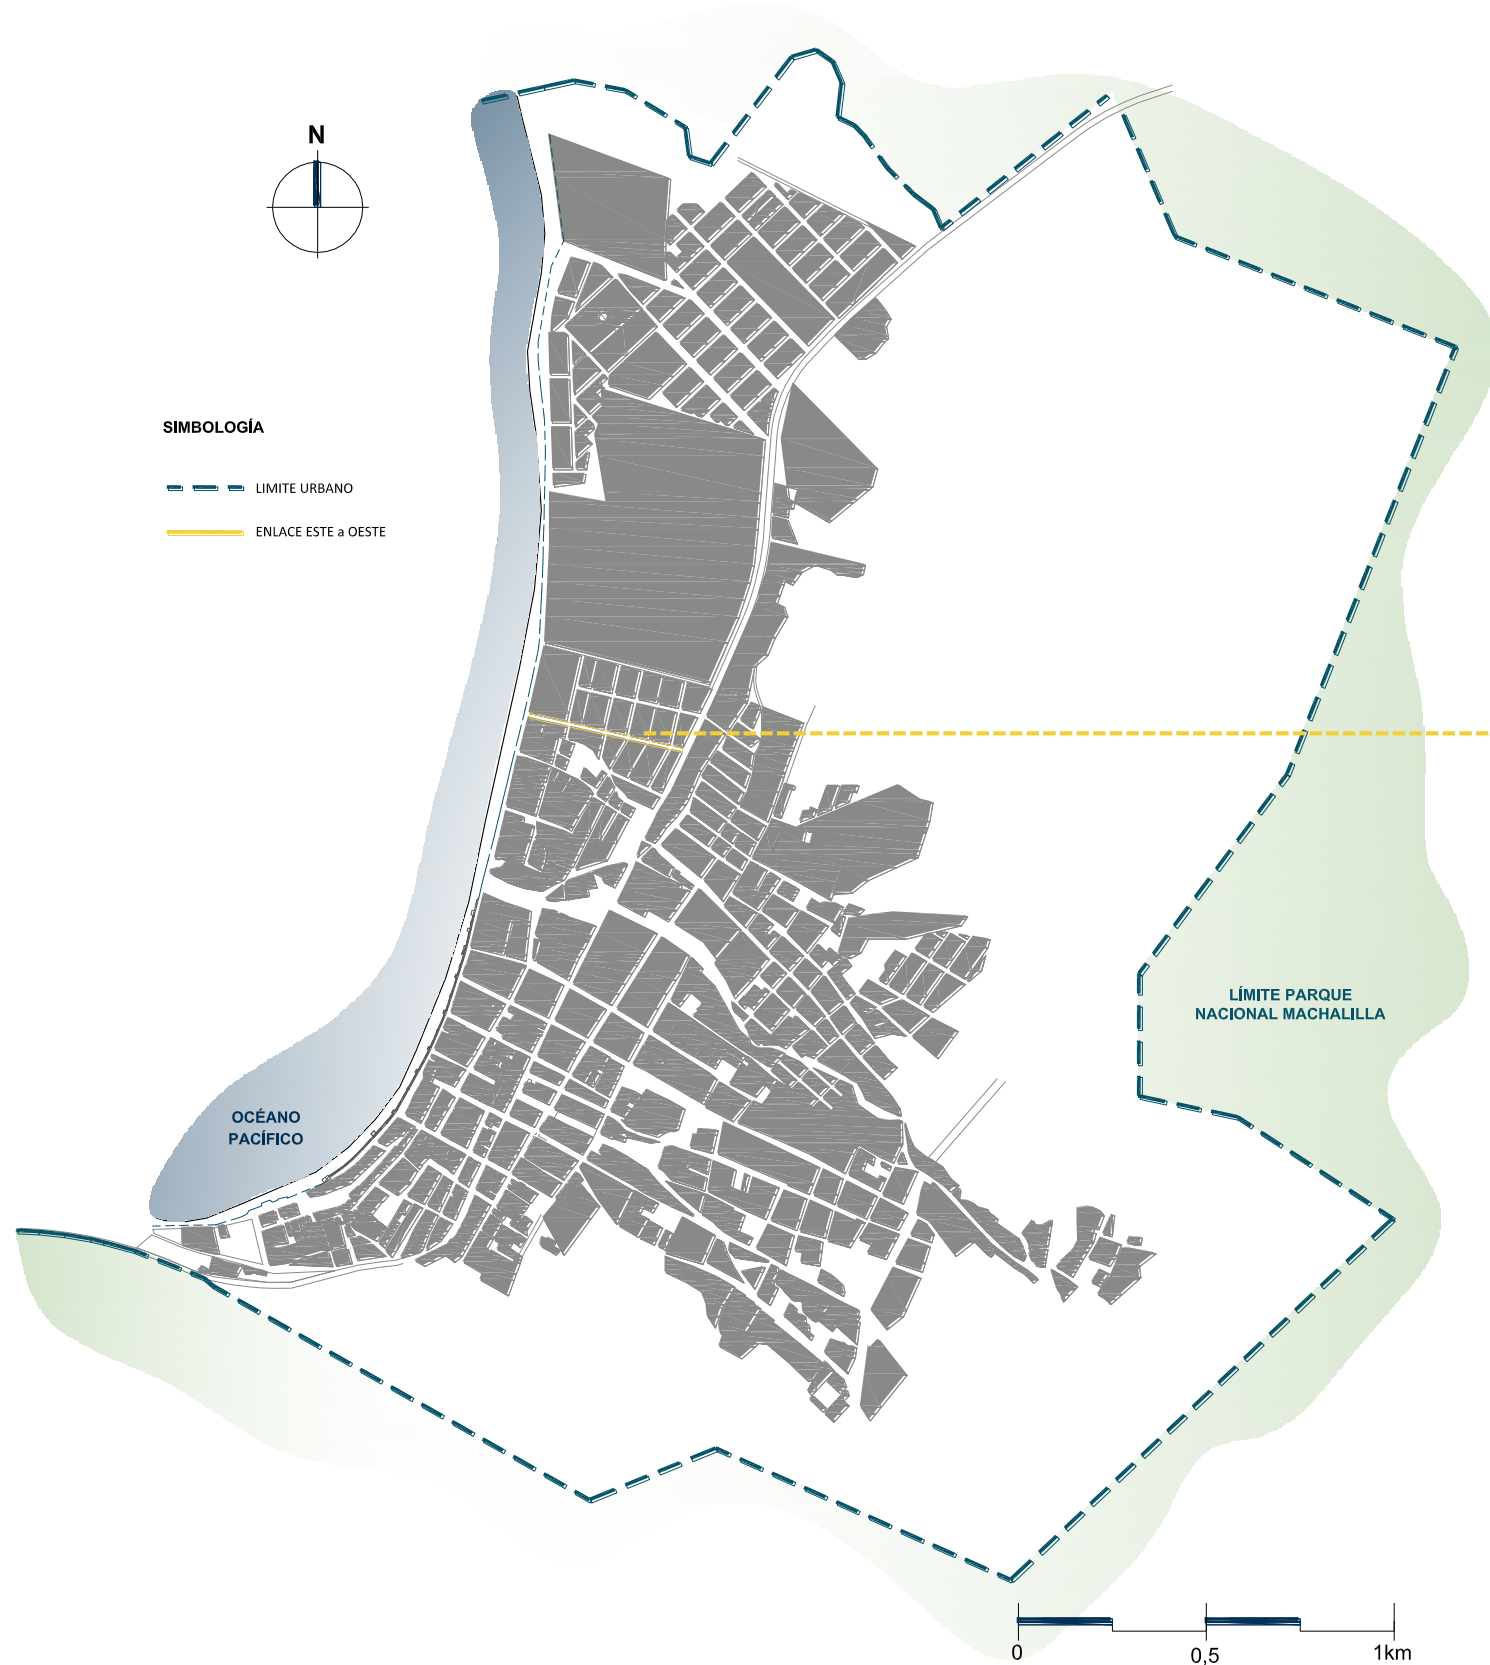 N
SIMBOLOGÍA
LIMITE URBANO
ENLACE ESTE a OESTE
LÍMITE PARQUE
NACIONAL MACHALILLA
OCÉANO
PACÍFICO
0
0,5
1km